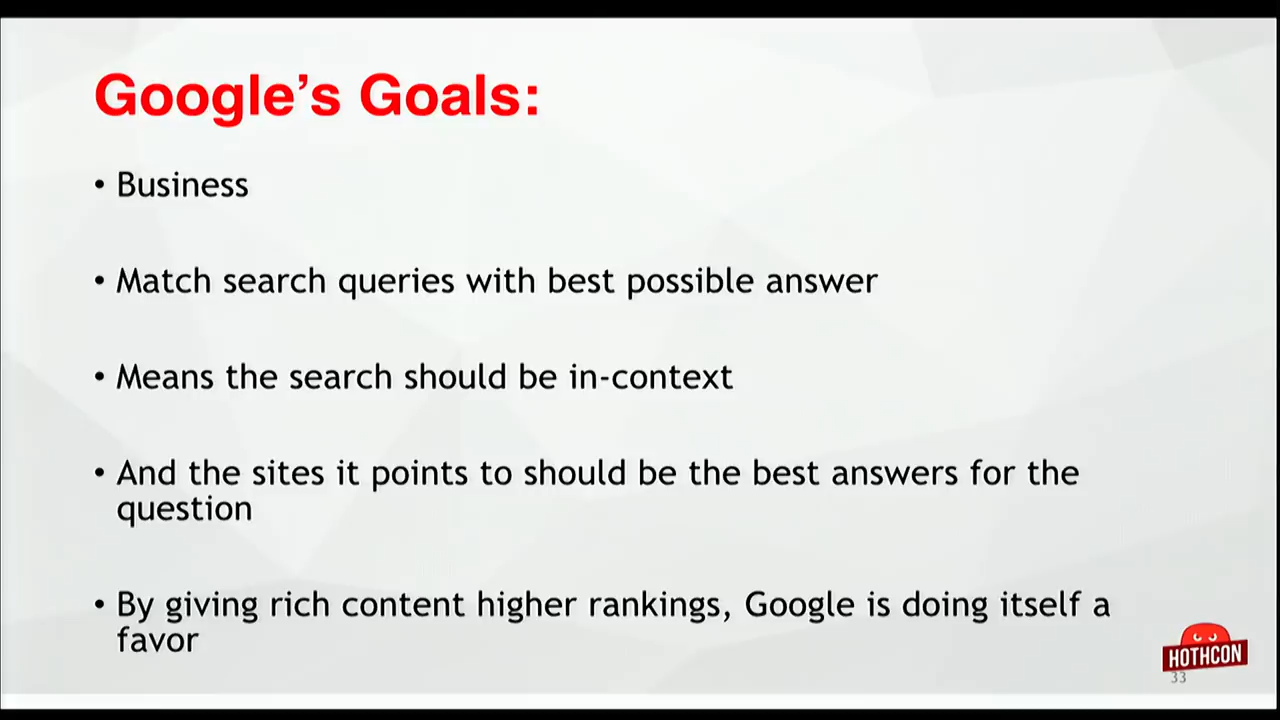 Google's Goals:
• Business
• Match search queries with best possible answer
• Means the search should be in-context
• And the sites it points to should be the best answers for the
question
• By giving rich content higher rankings, Google is doing itself a
favor
HOTHCON
33